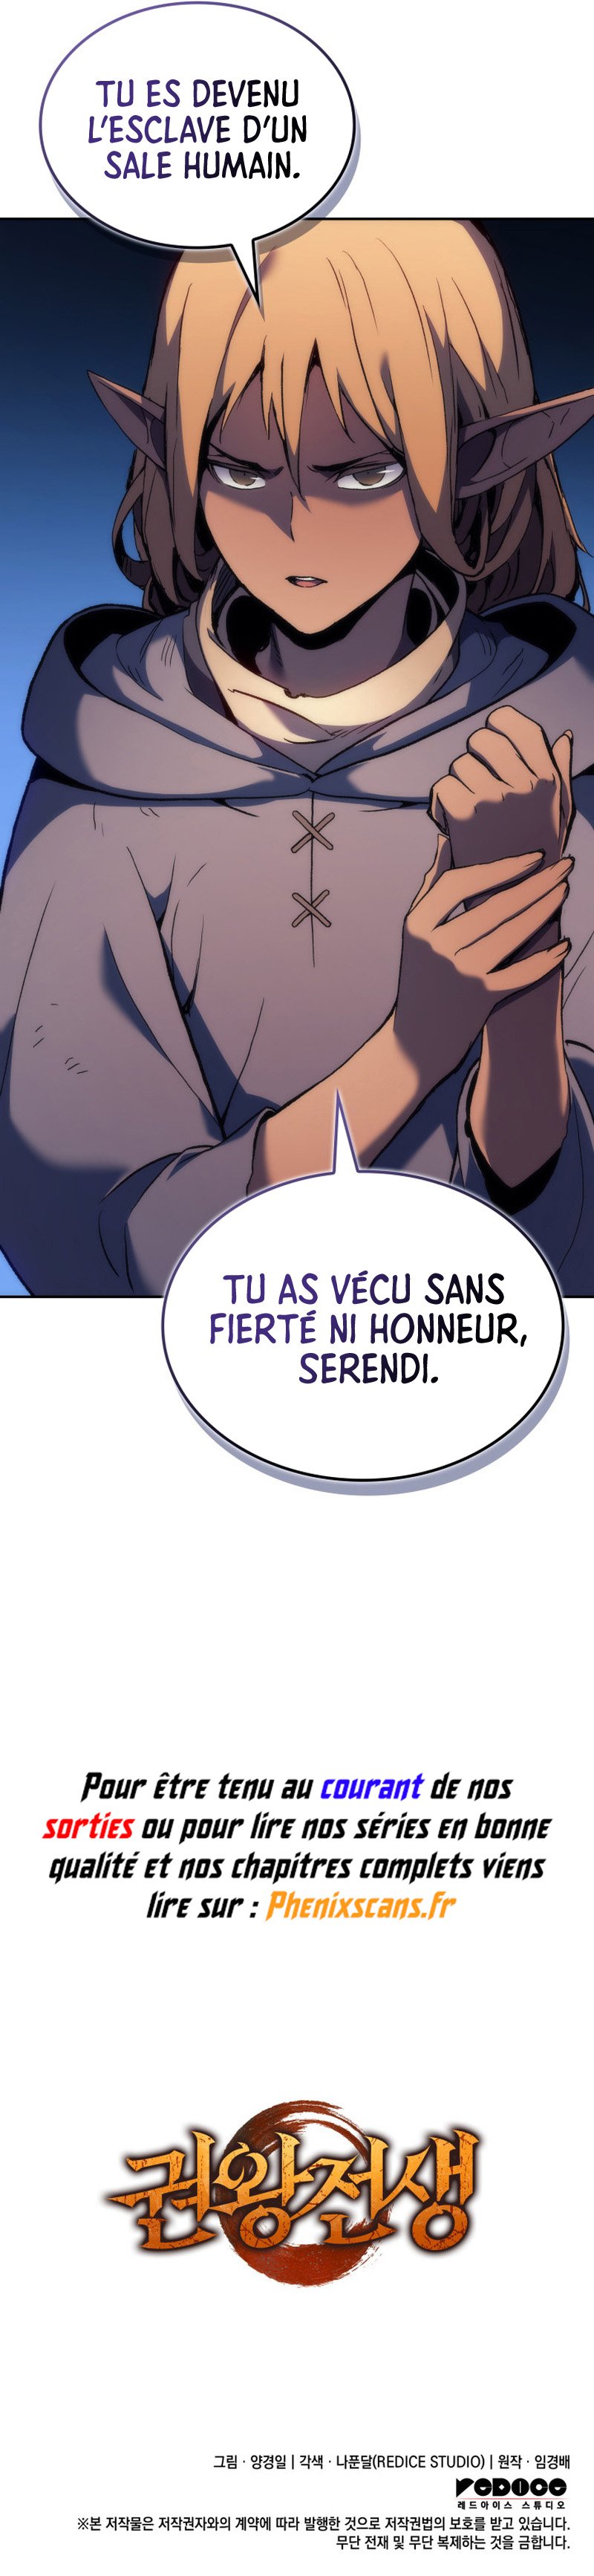 TU ES DEVENU
L'ESCLAVE D'UN
SALE HUMAIN.
TU AS VÉCU SANS
FIERTÉ NI HONNEUR,
SERENDI.
Pour être tenu au courant de nos
sorties ou pour lire nos séries en bonne
qualité et nos chapitres complets viens
lire sur : Phenixscans.fr
권왕전생
그림 · 양경일 | 각색 · 나푼달(REDICE STUDIO) | 원작 · 임경배
REDICE
레드아이스 스튜디오
※본 저작물은 저작권자와의 계약에 따라 발행한 것으로 저작권법의 보호를 받고 있습니다.
무단 전재 및 무단 복제하는 것을 금합니다.